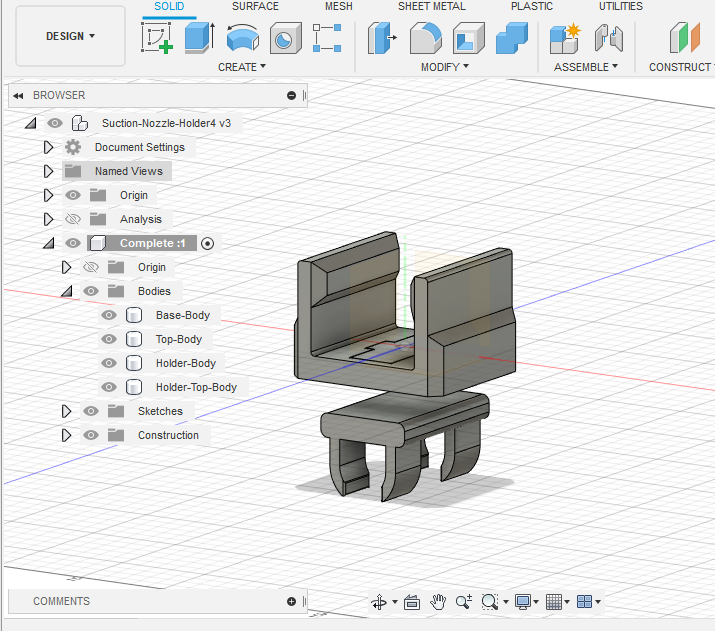 SOLID SURFACE MESH SHEET METAL PLASTIC UTILITIES
DESIGN
CREATE MODIFY ASSEMBLE CONSTRUCT
BROWSER
Suction-Nozzle-Holder4 v3
Document Settings
Named Views
Origin
Analysis
Complete :1
Origin
Bodies
Base-Body
Top-Body
Holder-Body
Holder-Top-Body
Sketches
Construction
COMMENTS